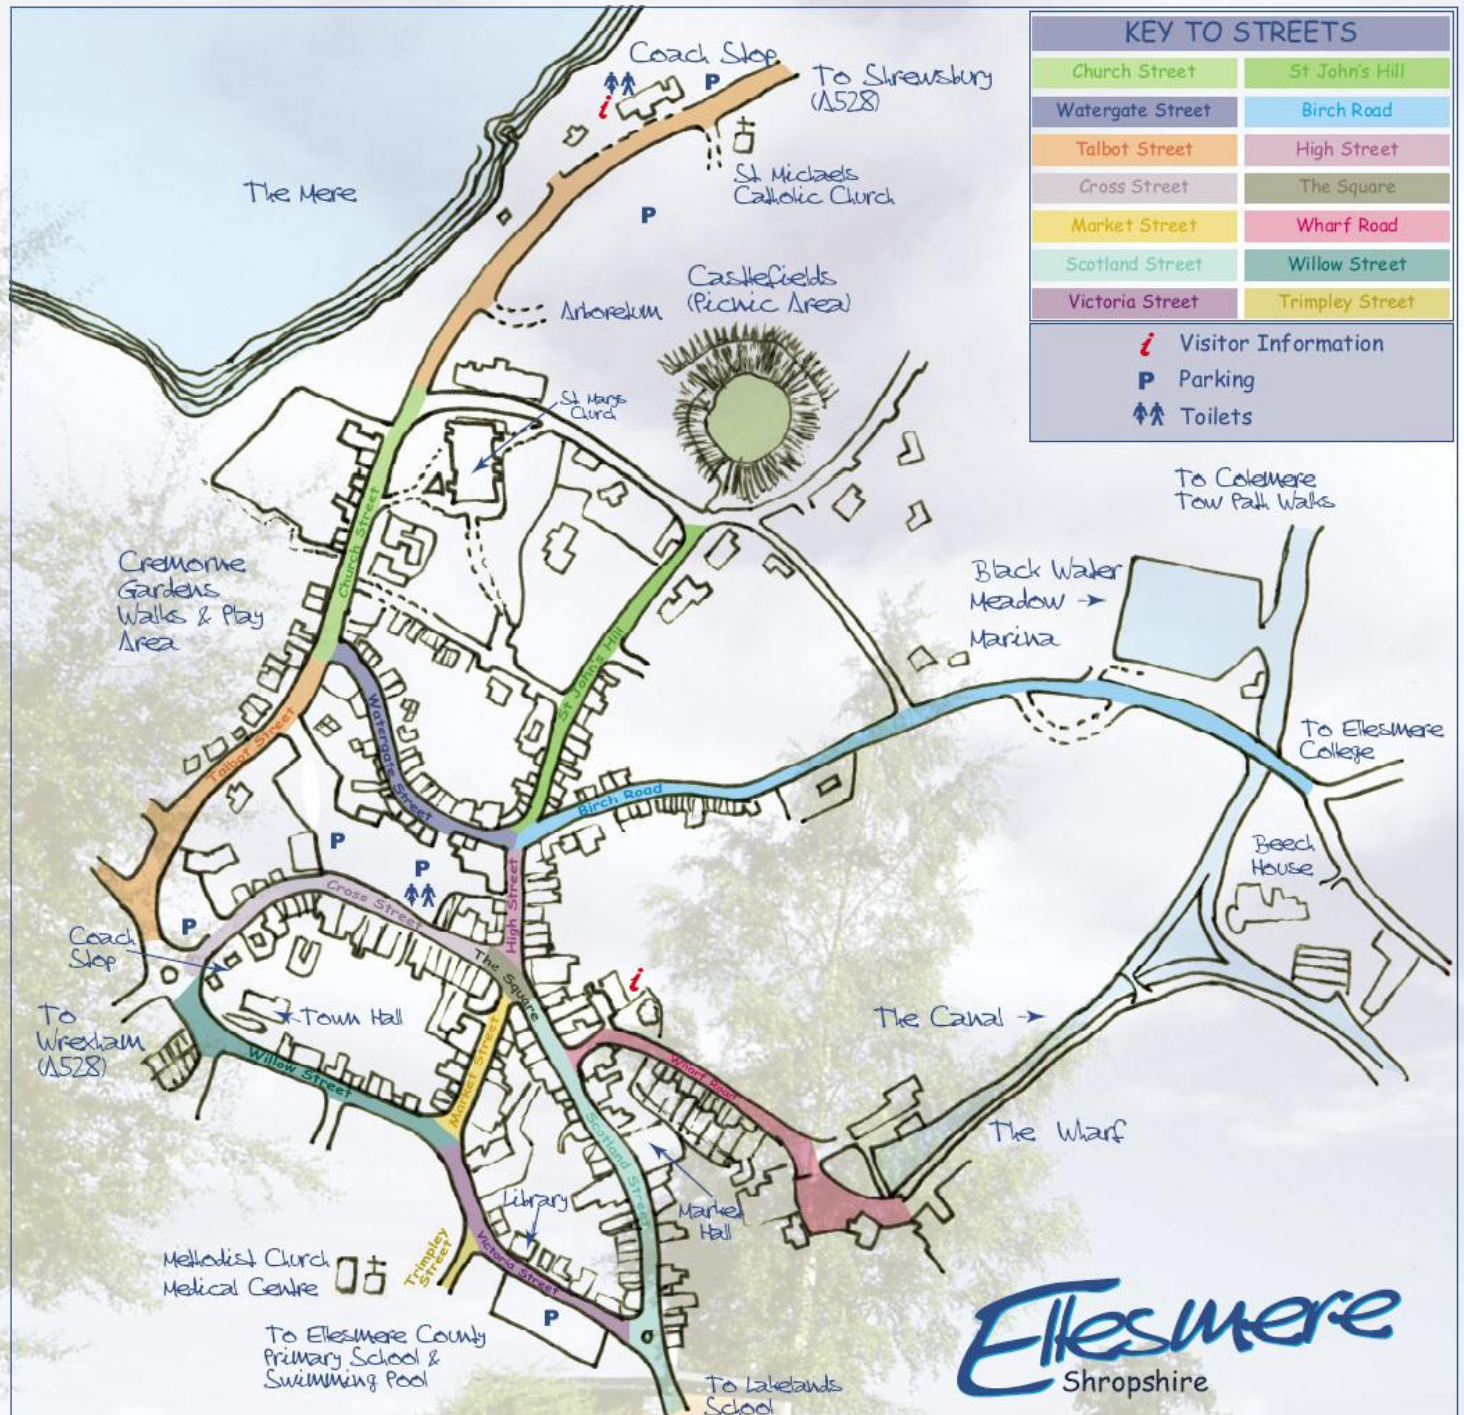 KEY TO STREETS
Church Street
St John's Hill
Watergate Street
Birch Road
Talbot Street
High Street
Cross Street
The Square
Market Street
Wharf Road
Scotland Street
Willow Street
Victoria Street
Trimpley Street
i Visitor Information
P Parking
Toilets
Coach Stop
P
i
To Shrewsbury
(A528)
The Mere
St Michaels
Catholic Church
P
Castlefields
(Picnic Area)
Arboretum
St Marys
Church
Church Street
Cremorne
Gardens
Walks & Play
Area
To Colemere
Tow Path Walks
Black Water
Meadow
Marina
St John's Hill
Watergate Street
Talbot Street
Birch Road
To Ellesmere
College
P
P
Cross Street
High Street
Beech
House
P
Coach
Stop
The Square
i
To
Wrexham
(A528)
Town Hall
The Canal
Willow Street
Market Street
Wharf Road
Scotland Street
The Wharf
Library
Market
Hall
Trimpley
Street
Victoria Street
Methodist Church
Medical Centre
P
To Ellesmere County
Primary School &
Swimming Pool
To Lakelands
School
Ellesmere
Shropshire